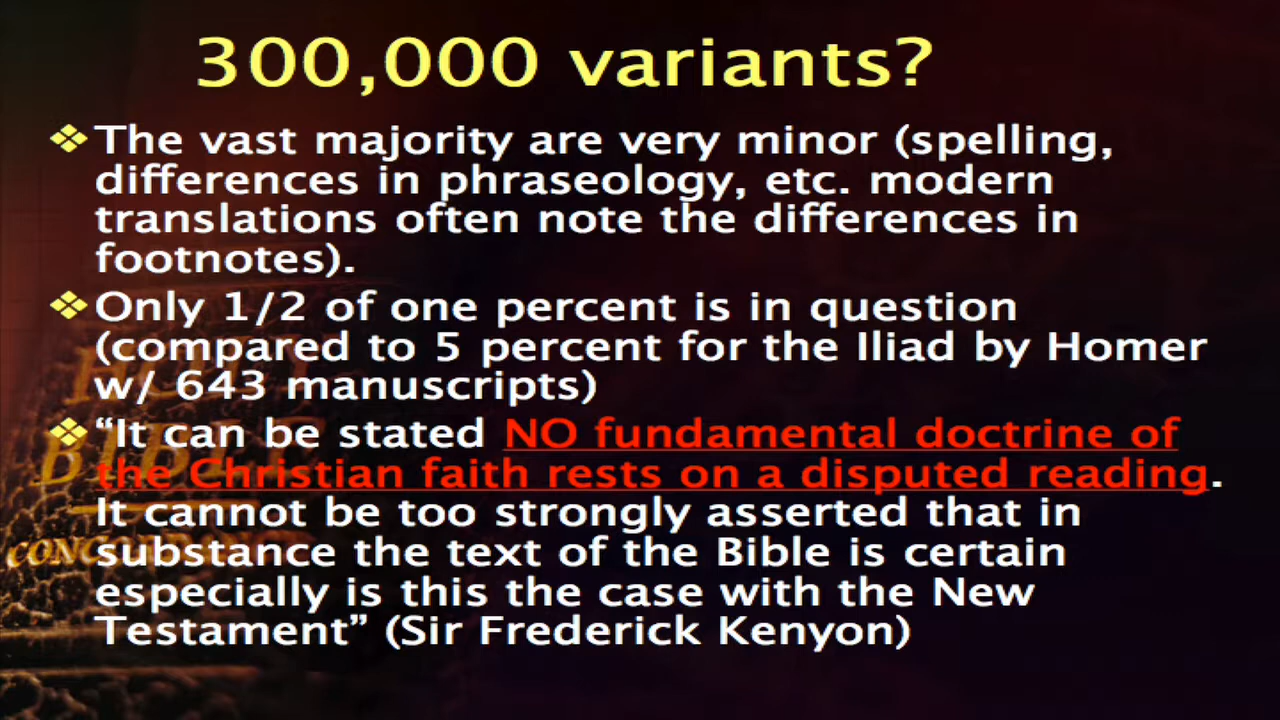 300,000 variants?
❖The vast majority are very minor (spelling,
differences in phraseology, etc. modern
translations often note the differences in
footnotes).
❖Only 1/2 of one percent is in question
(compared to 5 percent for the Iliad by Homer
w/ 643 manuscripts)
❖“It can be stated NO fundamental doctrine of
the Christian faith rests on a disputed reading.
It cannot be too strongly asserted that in
substance the text of the Bible is certain
especially is this the case with the New
Testament” (Sir Frederick Kenyon)
BIBLE